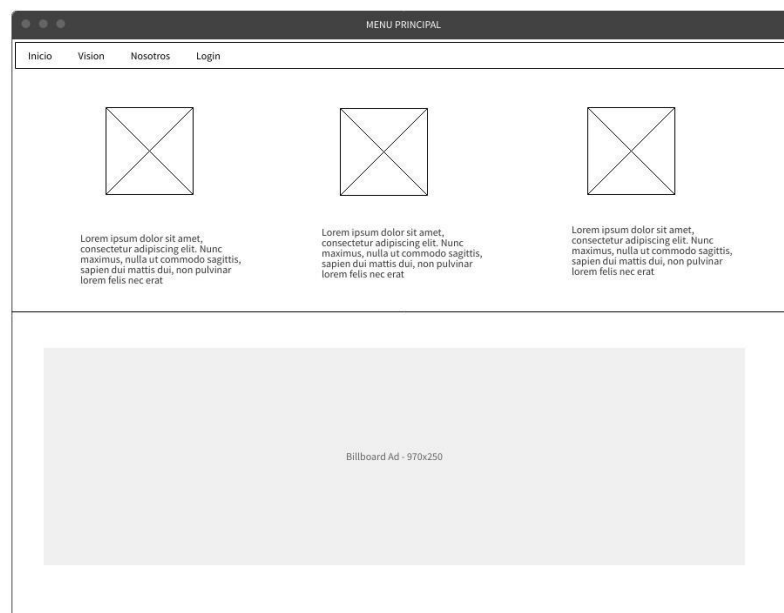 MENU PRINCIPAL
Inicio Vision Nosotros Login
Lorem ipsum dolor sit amet,
consectetur adipiscing elit. Nunc
maximus, nulla ut commodo sagittis,
sapien dui mattis dui, non pulvinar
lorem felis nec erat
Lorem ipsum dolor sit amet,
consectetur adipiscing elit. Nunc
maximus, nulla ut commodo sagittis,
sapien dui mattis dui, non pulvinar
lorem felis nec erat
Lorem ipsum dolor sit amet,
consectetur adipiscing elit. Nunc
maximus, nulla ut commodo sagittis,
sapien dui mattis dui, non pulvinar
lorem felis nec erat
Billboard Ad - 970x250